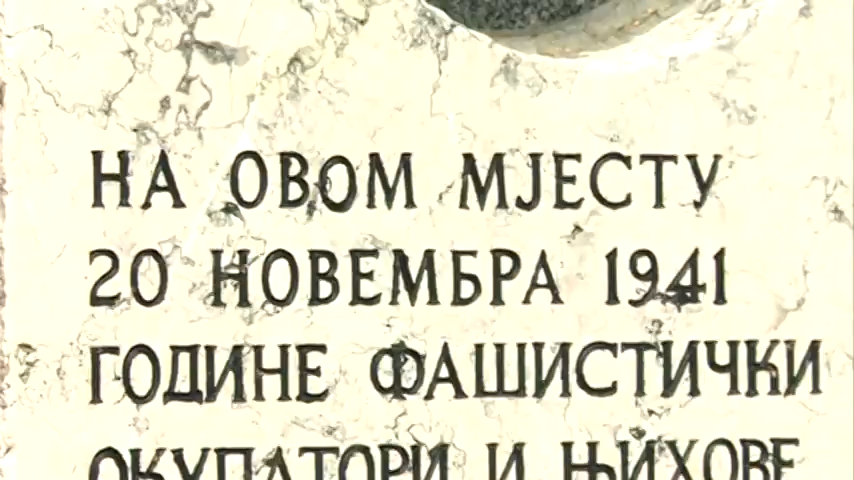 НА ОВОМ МЈЕСТУ
20 НОВЕМБРА 1941
ГОДИНЕ ФАШИСТИЧКИ
ОКУПАТОРИ И ЊИХОВЕ